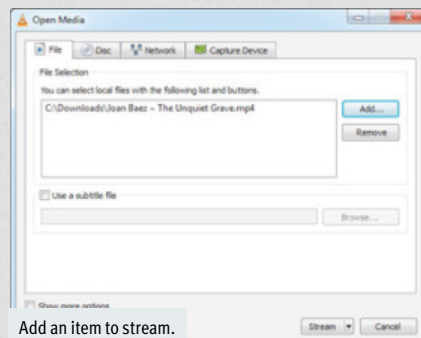 Open Media
File Disc Network Capture Device
File Selection
You can select local files with the following list and buttons.
C:\Downloads\Joan Baez – The Unquiet Grave.mp4
Add...
Remove
Use a subtitle file
Browse...
Show more options
Add an item to stream.
Stream Cancel